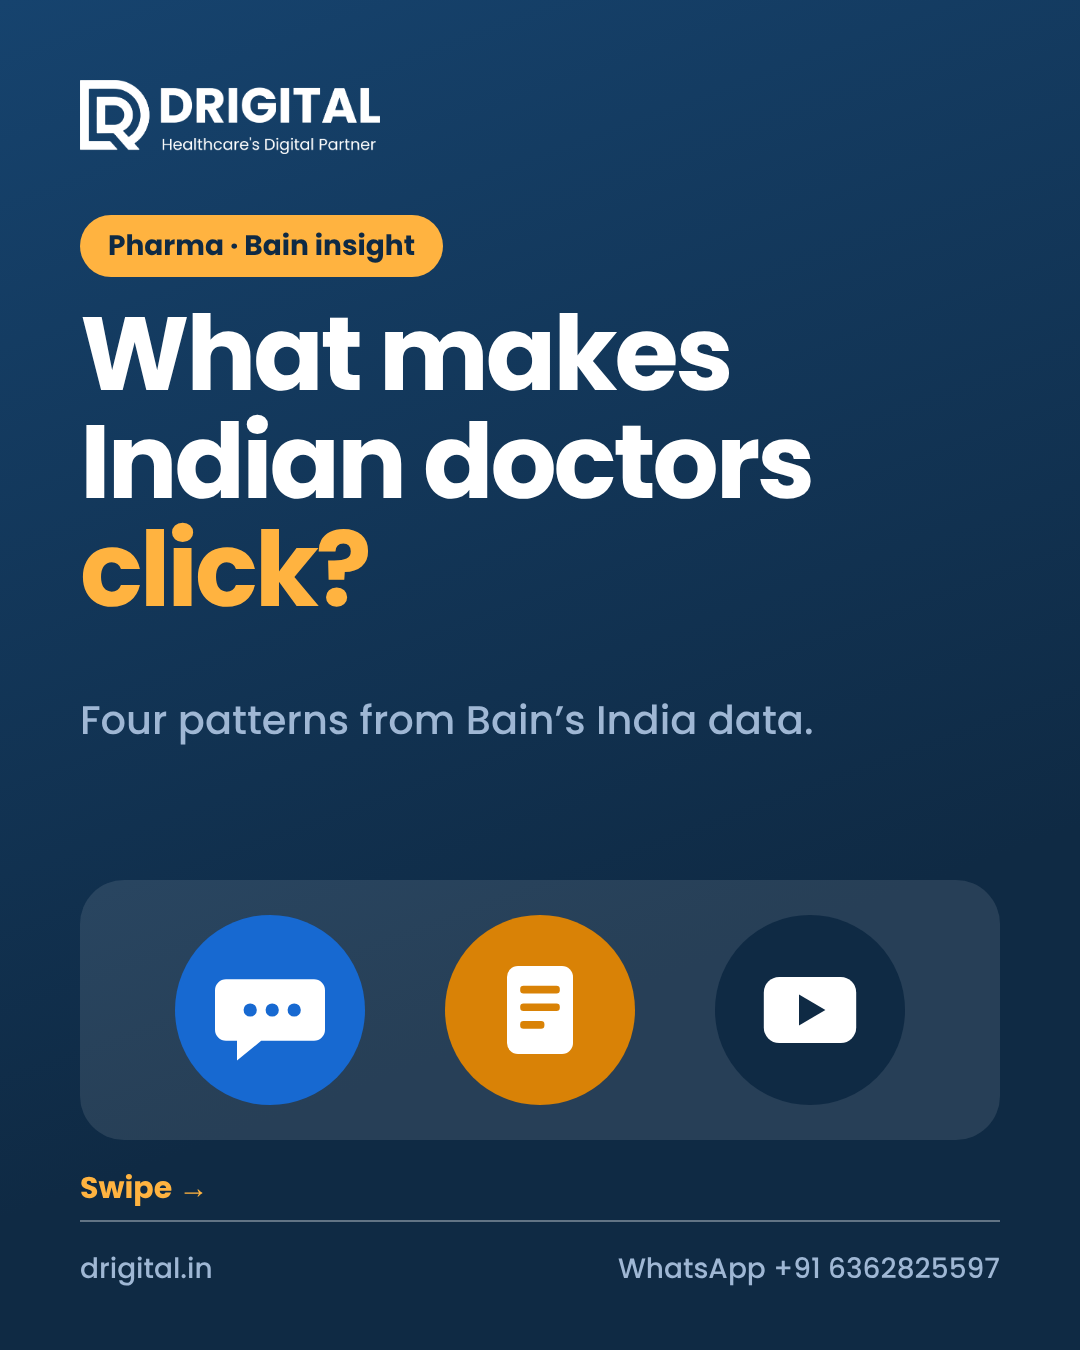 DRIGITAL
Healthcare's Digital Partner
Pharma · Bain insight
What makes
Indian doctors
click?
Four patterns from Bain’s India data.
Swipe →
drigital.in
WhatsApp +91 6362825597